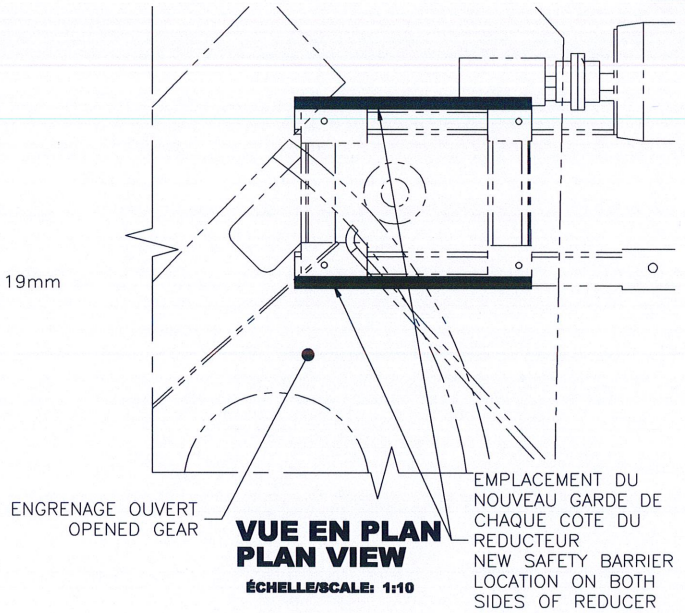 19mm
ENGRENAGE OUVERT
OPENED GEAR
VUE EN PLAN
PLAN VIEW
ÉCHELLE/SCALE: 1:10
EMPLACEMENT DU
NOUVEAU GARDE DE
CHAQUE COTE DU
REDUCTEUR
NEW SAFETY BARRIER
LOCATION ON BOTH
SIDES OF REDUCER